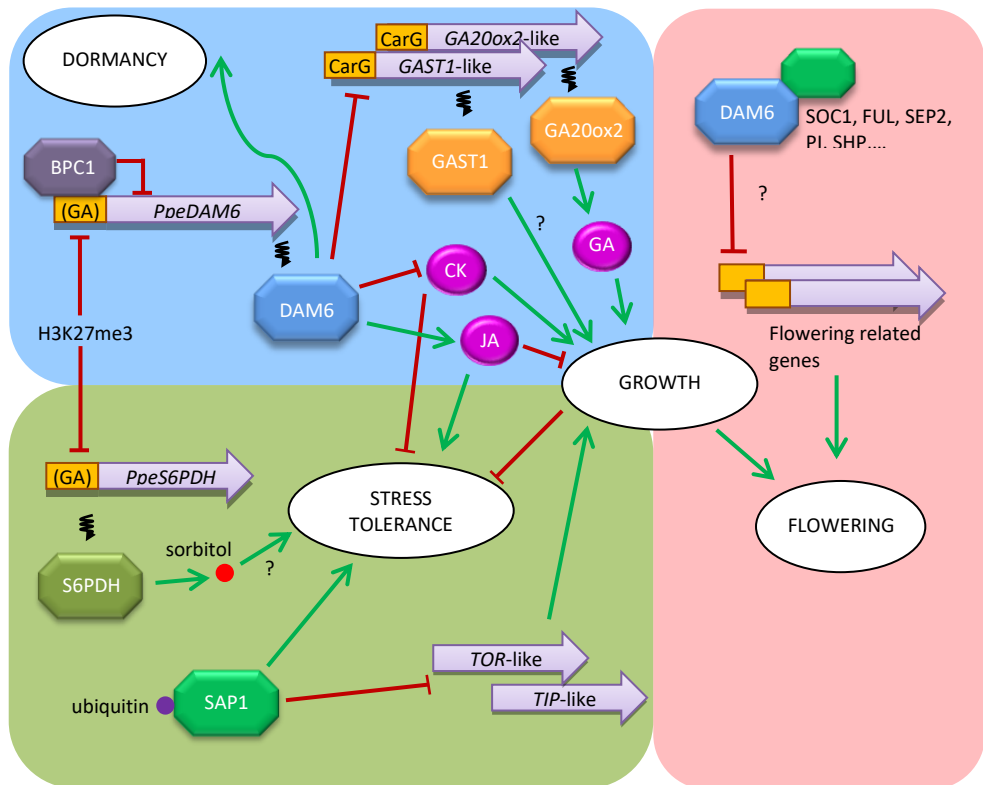 DORMANCY
CarG
GA20ox2-like
CarG
GAST1-like
GAST1
GA20ox2
BPC1
(GA)
PpeDAM6
?
GA
CK
DAM6
JA
H3K27me3
GROWTH
DAM6
SOC1, FUL, SEP2,
PI, SHP....
?
Flowering related
genes
FLOWERING
(GA)
PpeS6PDH
STRESS
TOLERANCE
sorbitol
?
S6PDH
TOR-like
TIP-like
ubiquitin
SAP1